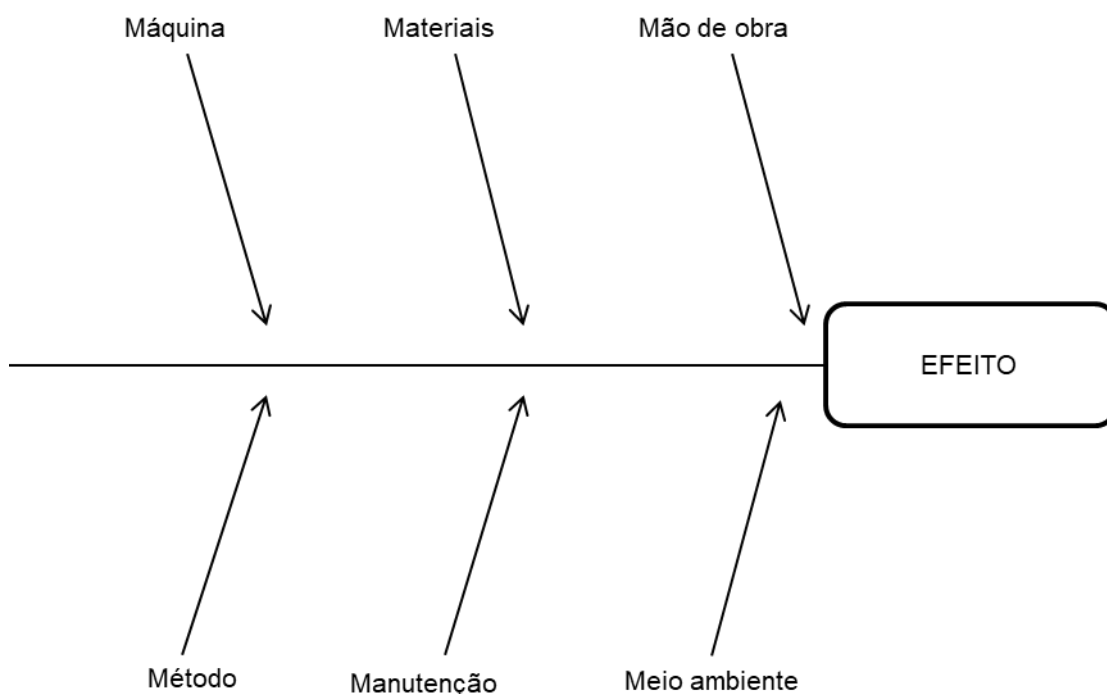 Máquina
Materiais
Mão de obra
EFEITO
Método
Manutenção
Meio ambiente